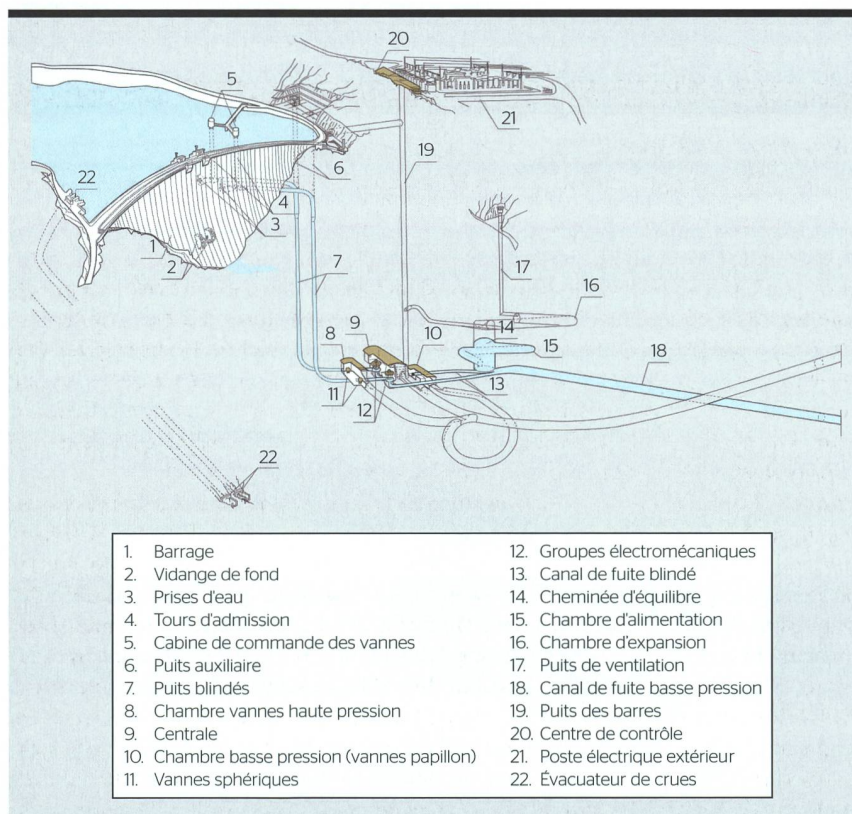 20
5
21
6
19
22
4
3
1
2
17
7
16
9
10
14
8
15
18
13
11
12
22
1. Barrage
2. Vidange de fond
3. Prises d'eau
4. Tours d'admission
5. Cabine de commande des vannes
6. Puits auxiliaire
7. Puits blindés
8. Chambre vannes haute pression
9. Centrale
10. Chambre basse pression (vannes papillon)
11. Vannes sphériques
12. Groupes électromécaniques
13. Canal de fuite blindé
14. Cheminée d'équilibre
15. Chambre d'alimentation
16. Chambre d'expansion
17. Puits de ventilation
18. Canal de fuite basse pression
19. Puits des barres
20. Centre de contrôle
21. Poste électrique extérieur
22. Évacuateur de crues